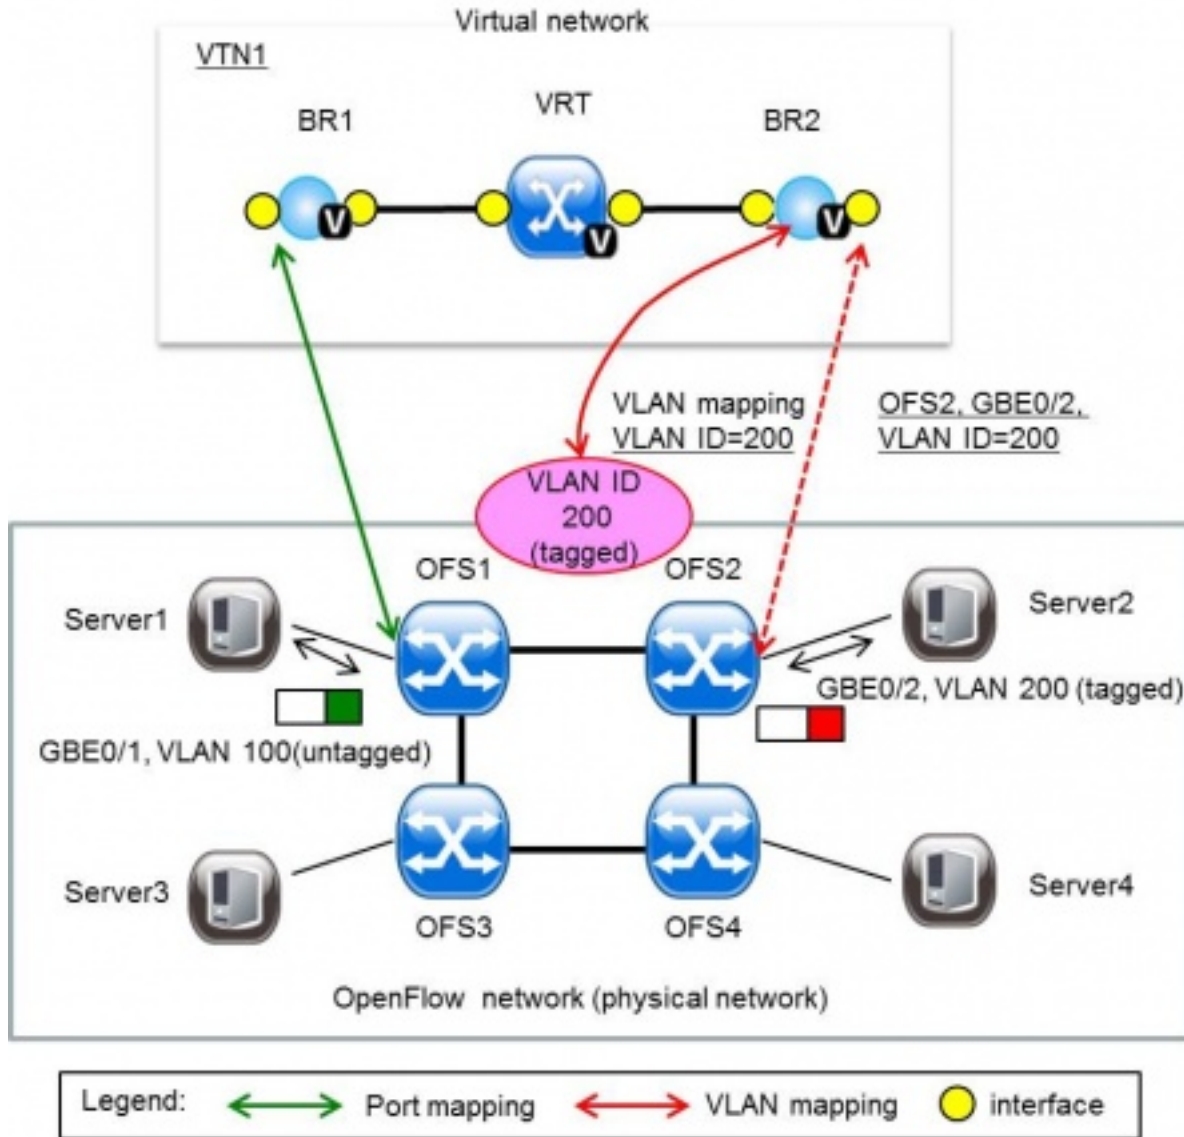 Virtual network
VTN1
BR1
VRT
BR2
V
V
V
VLAN mapping
VLAN ID=200
OFS2, GBE0/2,
VLAN ID=200
VLAN ID
200
(tagged)
OFS1
OFS2
Server1
Server2
GBE0/2, VLAN 200 (tagged)
GBE0/1, VLAN 100(untagged)
Server3
Server4
OFS3
OFS4
OpenFlow network (physical network)
Legend: Port mapping VLAN mapping interface